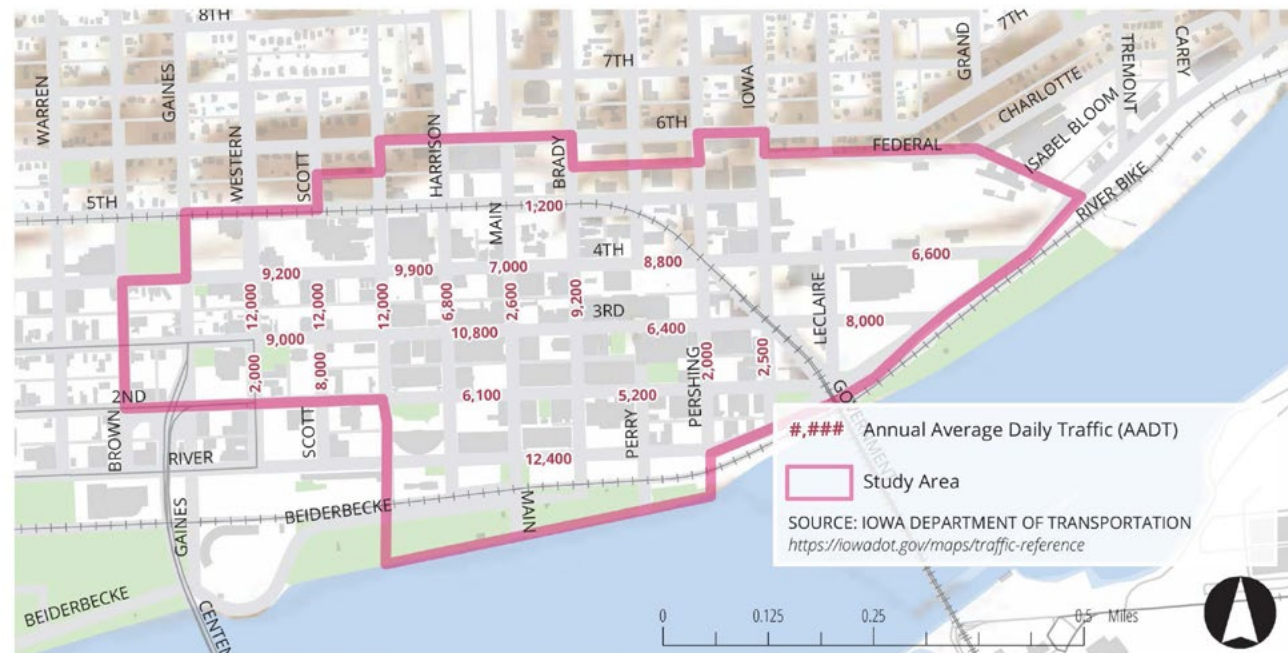 8TH
7TH
7TH
WARREN
GAINES
WESTERN
SCOTT
HARRISON
BRADY
IOWA
GRAND
TREMONT
CAREY
CHARLOTTE
ISABEL BLOOM
6TH
FEDERAL
RIVER BIKE
5TH
MAIN
1,200
4TH
9,200
9,900
7,000
8,800
6,600
12,000
12,000
12,000
6,800
2,600
9,200
3RD
LECLAIRE
9,000
10,800
6,400
8,000
2,000
8,000
PERSHING
2,000
2,500
2ND
6,100
5,200
BROWN
SCOTT
PERRY
GOVERNMENT
RIVER
12,400
GAINES
BEIDERBECKE
MAIN
BEIDERBECKE
CENTEN
#,### Annual Average Daily Traffic (AADT)
Study Area
SOURCE: IOWA DEPARTMENT OF TRANSPORTATION
https://iowadot.gov/maps/traffic-reference
0 0.125 0.25 0.5 Miles